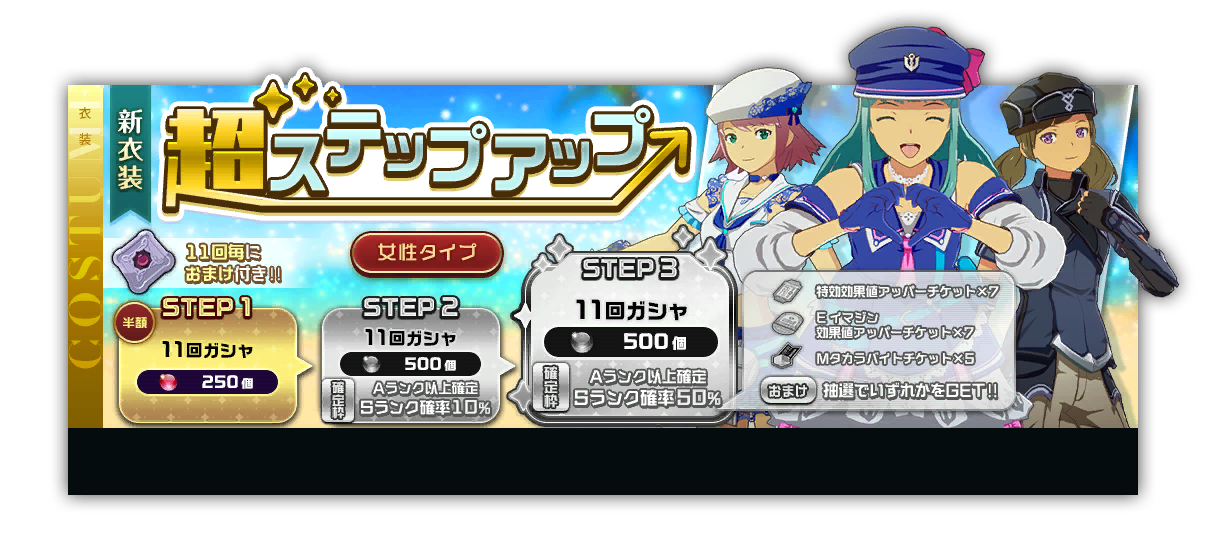 衣装
COSTU
新衣装
超ステップアップ
11回毎に
おまけ付き!!
女性タイプ
STEP 1
半額
11回ガシャ
250個
STEP 2
11回ガシャ
500個
確定枠
Aランク以上確定
Sランク確率10%
STEP 3
11回ガシャ
500個
確定枠
Aランク以上確定
Sランク確率50%
特効効果値アッパーチケット×7
Eイマジン
効果値アッパーチケット×7
Mタカラバイトチケット×5
おまけ 抽選でいずれかをGET!!